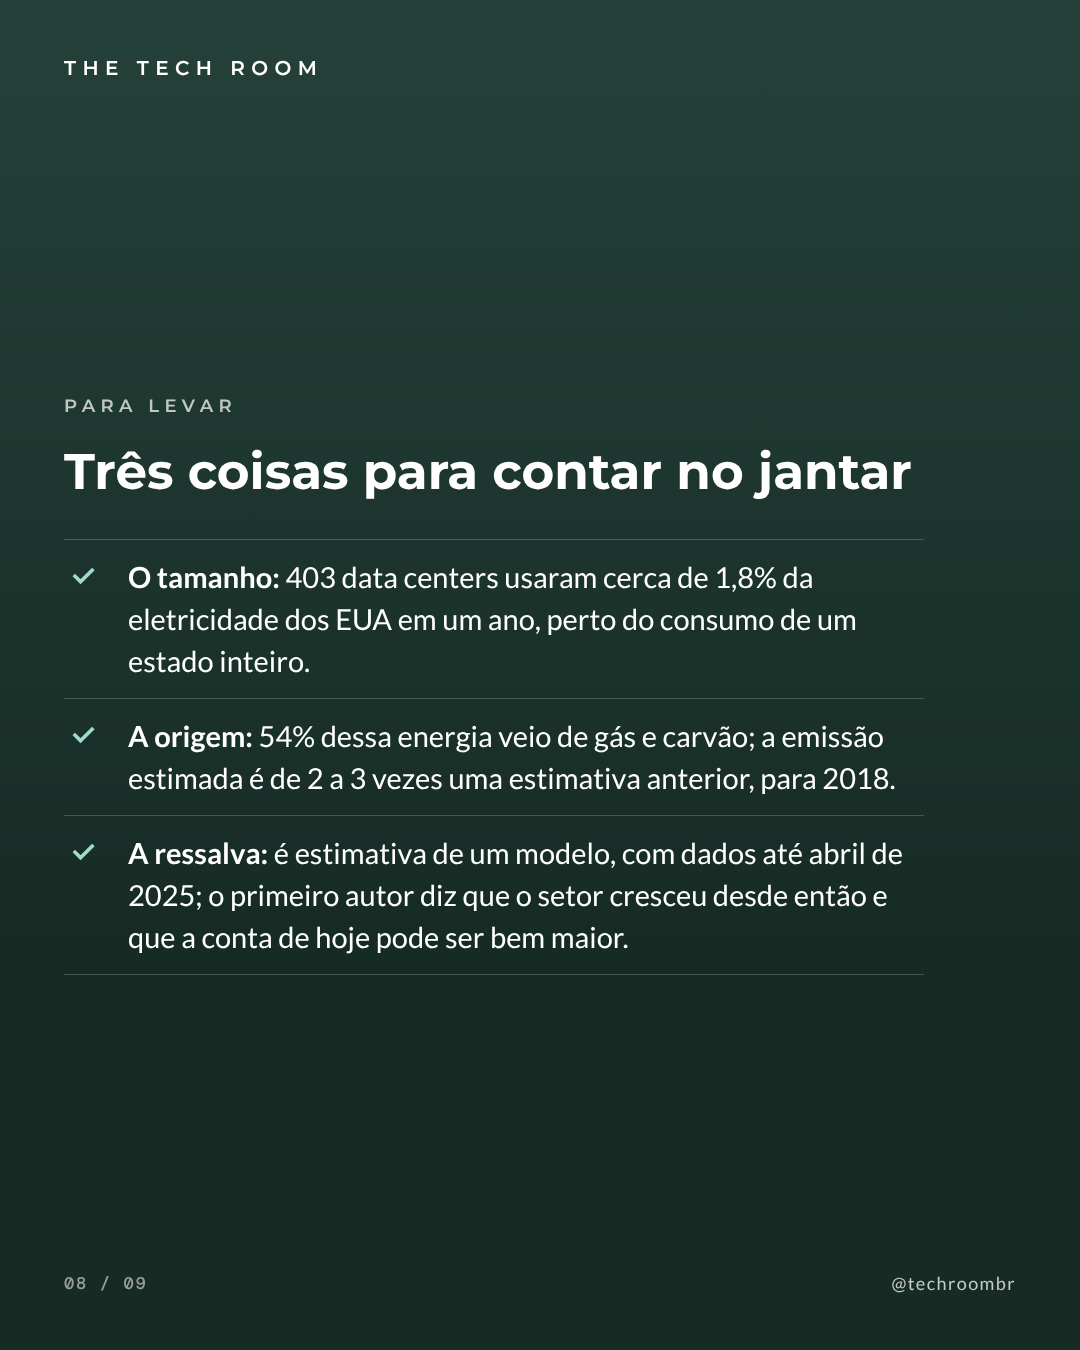 THE TECH ROOM
PARA LEVAR
Três coisas para contar no jantar
O tamanho: 403 data centers usaram cerca de 1,8% da
eletricidade dos EUA em um ano, perto do consumo de um
estado inteiro.
A origem: 54% dessa energia veio de gás e carvão; a emissão
estimada é de 2 a 3 vezes uma estimativa anterior, para 2018.
A ressalva: é estimativa de um modelo, com dados até abril de
2025; o primeiro autor diz que o setor cresceu desde então e
que a conta de hoje pode ser bem maior.
08 / 09
@techroombr